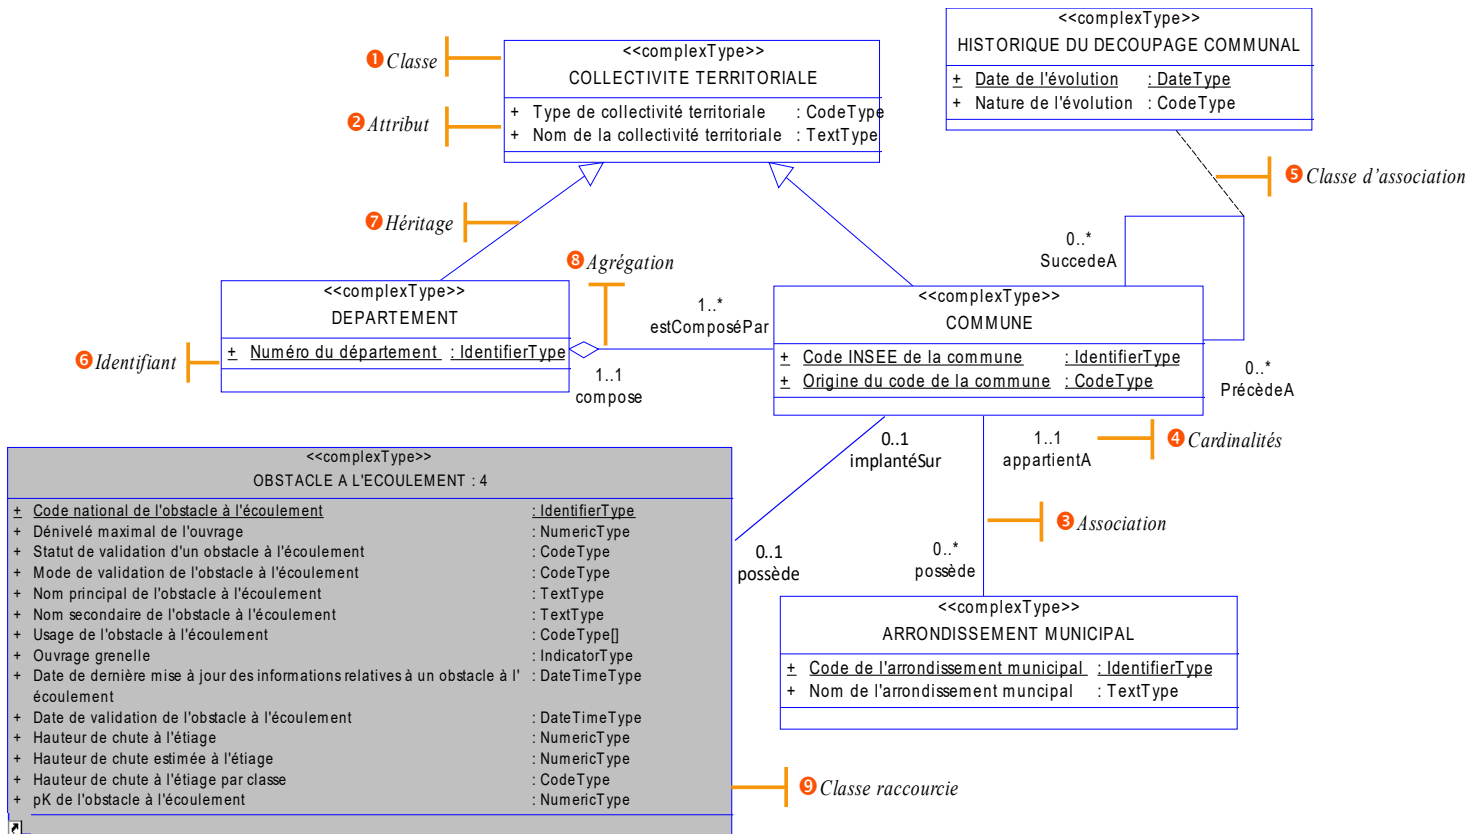 <<complexType>>
HISTORIQUE DU DECOUPAGE COMMUNAL
+ Date de l'évolution : DateType
+ Nature de l'évolution : CodeType
❶ Classe
<<complexType>>
COLLECTIVITE TERRITORIALE
+ Type de collectivité territoriale : CodeType
+ Nom de la collectivité territoriale : TextType
❷ Attribut
❺ Classe d'association
❼ Héritage
0..*
SuccedeA
❽ Agrégation
<<complexType>>
DEPARTEMENT
+ Numéro du département : IdentifierType
❻ Identifiant
1..*
estComposéPar
1..1
compose
<<complexType>>
COMMUNE
+ Code INSEE de la commune : IdentifierType
+ Origine du code de la commune : CodeType
0..*
PrécèdeA
0..1
implantéSur
1..1
appartientA
❹ Cardinalités
<<complexType>>
OBSTACLE A L'ECOULEMENT : 4
+ Code national de l'obstacle à l'écoulement : IdentifierType
+ Dénivelé maximal de l'ouvrage : NumericType
+ Statut de validation d'un obstacle à l'écoulement : CodeType
+ Mode de validation de l'obstacle à l'écoulement : CodeType
+ Nom principal de l'obstacle à l'écoulement : TextType
+ Nom secondaire de l'obstacle à l'écoulement : TextType
+ Usage de l'obstacle à l'écoulement : CodeType[]
+ Ouvrage grenelle : IndicatorType
+ Date de dernière mise à jour des informations relatives à un obstacle à l' : DateTimeType
écoulement
+ Date de validation de l'obstacle à l'écoulement : DateTimeType
+ Hauteur de chute à l'étiage : NumericType
+ Hauteur de chute estimée à l'étiage : NumericType
+ Hauteur de chute à l'étiage par classe : CodeType
+ pK de l'obstacle à l'écoulement : NumericType
❸ Association
0..1
possède
0..*
possède
<<complexType>>
ARRONDISSEMENT MUNICIPAL
+ Code de l'arrondissement municipal : IdentifierType
+ Nom de l'arrondissement muncipal : TextType
❾ Classe raccourcie